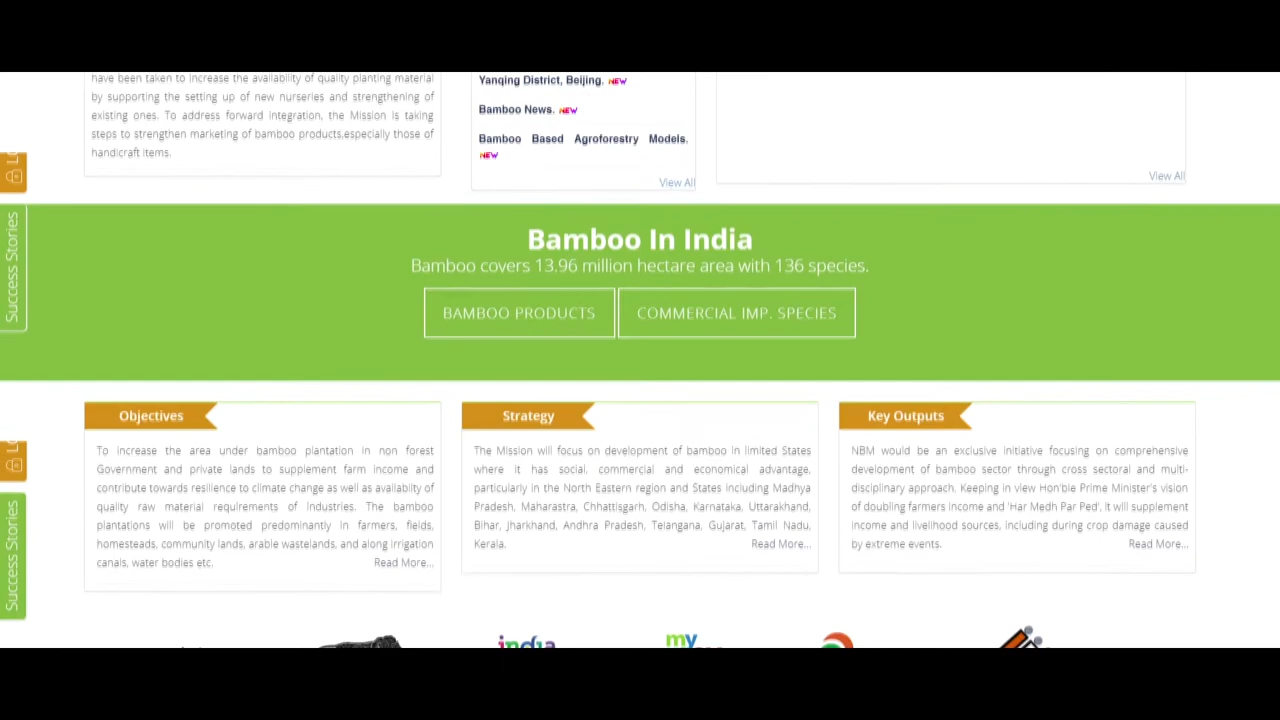 have been taken to increase the availability of quality planting material
by supporting the setting up of new nurseries and strengthening of
existing ones. To address forward integration, the Mission is taking
steps to strengthen marketing of bamboo products,especially those of
handicraft items.
Yanqing District, Beijing. NEW
Bamboo News. NEW
Bamboo Based Agroforestry Models.
NEW
View All
View All
Success Stories
Bamboo In India
Bamboo covers 13.96 million hectare area with 136 species.
BAMBOO PRODUCTS
COMMERCIAL IMP. SPECIES
Objectives
To increase the area under bamboo plantation in non forest
Government and private lands to supplement farm income and
contribute towards resilience to climate change as well as availability of
quality raw material requirements of industries. The bamboo
plantations will be promoted predominantly in farmers, fields,
homesteads, community lands, arable wastelands, and along irrigation
canals, water bodies etc.
Read More...
Strategy
The Mission will focus on development of bamboo in limited States
where it has social, commercial and economical advantage,
particularly in the North Eastern region and States including Madhya
Pradesh, Maharastra, Chhattisgarh, Odisha, Karnataka, Uttarakhand,
Bihar, Jharkhand, Andhra Pradesh, Telangana, Gujarat, Tamil Nadu,
Kerala.
Read More...
Key Outputs
NBM would be an exclusive initiative focusing on comprehensive
development of bamboo sector through cross sectoral and multi-
disciplinary approach. Keeping in view Hon'ble Prime Minister's vision
of doubling farmers income and 'Har Medh Par Ped', it will supplement
income and livelihood sources, including during crop damage caused
by extreme events.
Read More...
Success Stories
india
my